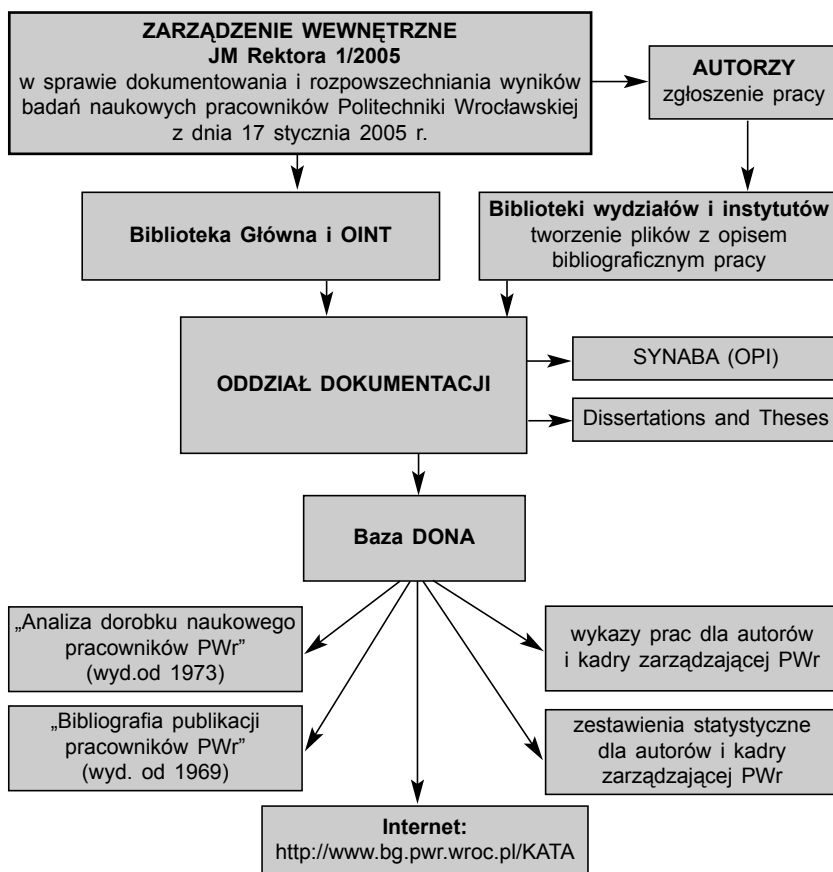 ZARZĄDZENIE WEWNĘTRZNE
JM Rektora 1/2005
w sprawie dokumentowania i rozpowszechniania wyników
badań naukowych pracowników Politechniki Wrocławskiej
z dnia 17 stycznia 2005 r.
AUTORZY
zgłoszenie pracy
Biblioteka Główna i OINT
Biblioteki wydziałów i instytutów
tworzenie plików z opisem
bibliograficznym pracy
ODDZIAŁ DOKUMENTACJI
SYNABA (OPI)
Dissertations and Theses
Baza DONA
„Analiza dorobku naukowego
pracowników PWr”
(wyd.od 1973)
wykazy prac dla autorów
i kadry zarządzającej PWr
„Bibliografia publikacji
pracowników PWr”
(wyd. od 1969)
zestawienia statystyczne
dla autorów i kadry
zarządzającej PWr
Internet:
http://www.bg.pwr.wroc.pl/KATA